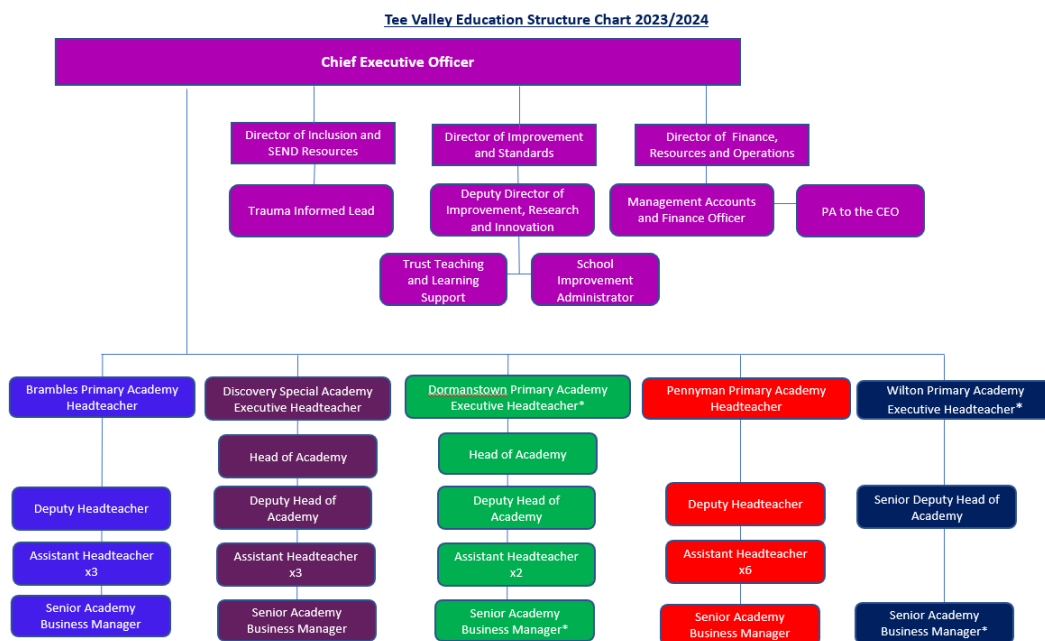 Tee Valley Education Structure Chart 2023/2024
Chief Executive Officer
Director of Inclusion and
SEND Resources
Director of Improvement
and Standards
Director of Finance,
Resources and Operations
Trauma Informed Lead
Deputy Director of
Improvement, Research
and Innovation
Management Accounts
and Finance Officer
PA to the CEO
Trust Teaching
and Learning
Support
School
Improvement
Administrator
Brambles Primary Academy
Headteacher
Discovery Special Academy
Executive Headteacher
Dormanstown Primary Academy
Executive Headteacher*
Pennyman Primary Academy
Headteacher
Wilton Primary Academy
Executive Headteacher*
Head of Academy
Head of Academy
Deputy Headteacher
Deputy Head of
Academy
Deputy Head of
Academy
Deputy Headteacher
Senior Deputy Head of
Academy
Assistant Headteacher
x3
Assistant Headteacher
x3
Assistant Headteacher
x2
Assistant Headteacher
x6
Senior Academy
Business Manager
Senior Academy
Business Manager
Senior Academy
Business Manager*
Senior Academy
Business Manager
Senior Academy
Business Manager*